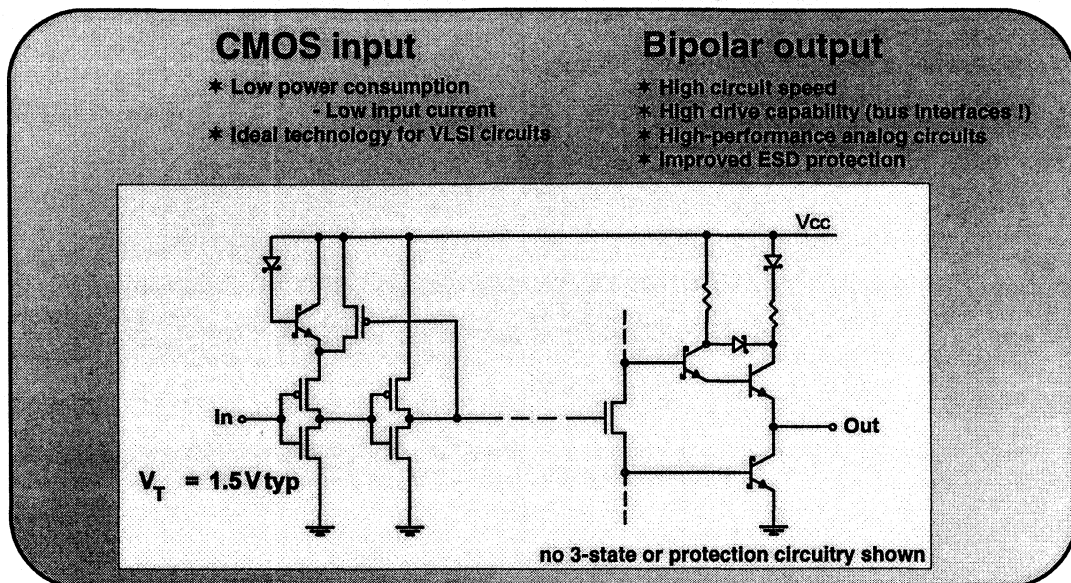 CMOS input
* Low power consumption
- Low input current
* Ideal technology for VLSI circuits
Bipolar output
* High circuit speed
* High drive capability (bus interfaces !)
* High-performance analog circuits
* Improved ESD protection
Vcc
In
Out
VT = 1.5 V typ
no 3-state or protection circuitry shown